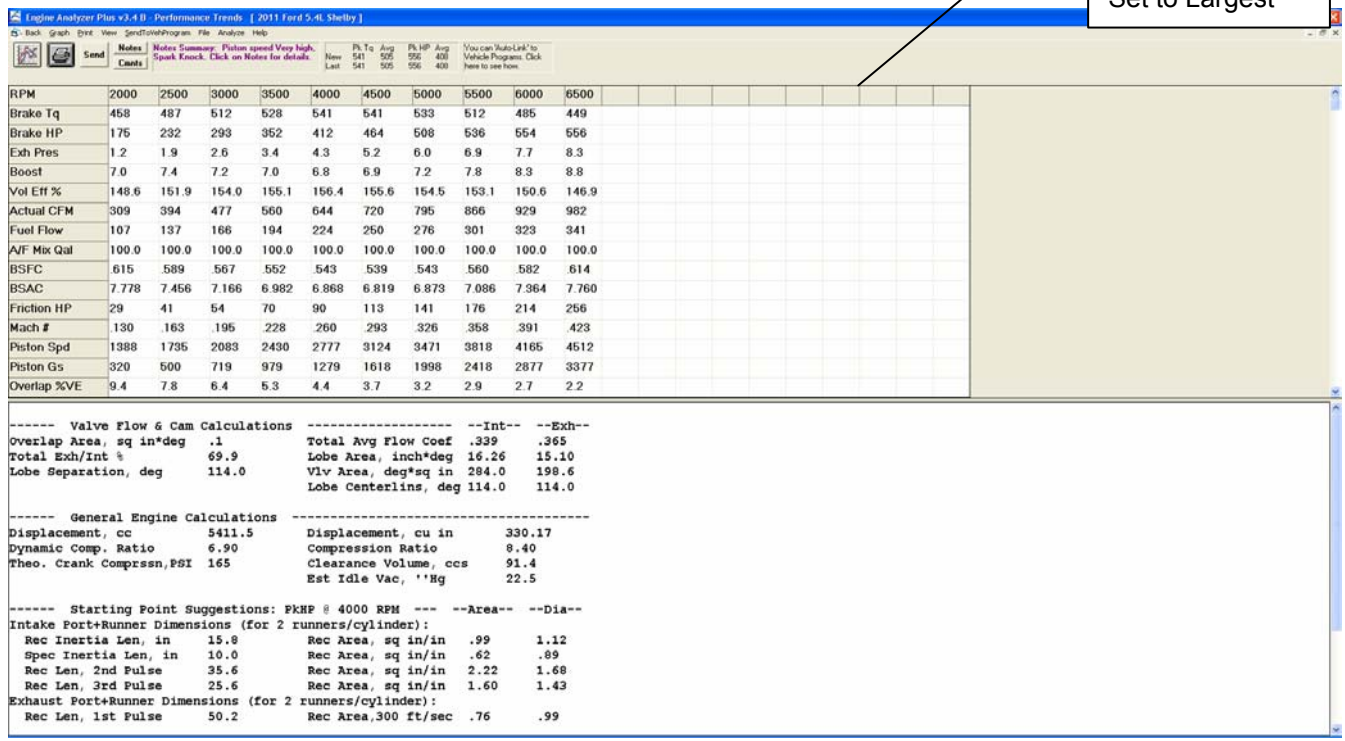 Engine Analyzer Plus v3.4 B - Performance Trends [ 2011 Ford 5.4L Shelby ]
Set to Largest
Back Graph Print View SendToVehProgram File Analyze Help
Send
Notes
Cmnts
Notes Summary: Piston speed Very high,
Spark Knock. Click on Notes for details.
Pk Tq Avg Pk HP Avg
New 541 505 556 408
Last 541 505 556 408
You can 'Auto-Link' to
Vehicle Programs. Click
here to see how.
RPM 2000 2500 3000 3500 4000 4500 5000 5500 6000 6500
Brake Tq 458 487 512 528 541 541 533 512 485 449
Brake HP 175 232 293 352 412 464 508 536 554 556
Exh Pres 1.2 1.9 2.6 3.4 4.3 5.2 6.0 6.9 7.7 8.3
Boost 7.0 7.4 7.2 7.0 6.8 6.9 7.2 7.8 8.3 8.8
Vol Eff % 148.6 151.9 154.0 155.1 156.4 155.6 154.5 153.1 150.6 146.9
Actual CFM 309 394 477 560 644 720 795 866 929 982
Fuel Flow 107 137 166 194 224 250 276 301 323 341
A/F Mix Qal 100.0 100.0 100.0 100.0 100.0 100.0 100.0 100.0 100.0 100.0
BSFC .615 .589 .567 .552 .543 .539 .543 .560 .582 .614
BSAC 7.778 7.456 7.166 6.982 6.868 6.819 6.873 7.086 7.364 7.760
Friction HP 29 41 54 70 90 113 141 176 214 256
Mach # .130 .163 .195 .228 .260 .293 .326 .358 .391 .423
Piston Spd 1388 1735 2083 2430 2777 3124 3471 3818 4165 4512
Piston Gs 320 500 719 979 1279 1618 1998 2418 2877 3377
Overlap %VE 9.4 7.8 6.4 5.3 4.4 3.7 3.2 2.9 2.7 2.2
------ Valve Flow & Cam Calculations ------------------- --Int-- --Exh--
Overlap Area, sq in*deg .1 Total Avg Flow Coef .339 .365
Total Exh/Int % 69.9 Lobe Area, inch*deg 16.26 15.10
Lobe Separation, deg 114.0 Vlv Area, deg*sq in 284.0 198.6
Lobe Centerlins, deg 114.0 114.0
------ General Engine Calculations ---------------------------------------
Displacement, cc 5411.5 Displacement, cu in 330.17
Dynamic Comp. Ratio 6.90 Compression Ratio 8.40
Theo. Crank Comprssn,PSI 165 Clearance Volume, ccs 91.4
Est Idle Vac, ''Hg 22.5
------ Starting Point Suggestions: PkHP @ 4000 RPM --- --Area-- --Dia--
Intake Port+Runner Dimensions (for 2 runners/cylinder):
Rec Inertia Len, in 15.8 Rec Area, sq in/in .99 1.12
Spec Inertia Len, in 10.0 Rec Area, sq in/in .62 .89
Rec Len, 2nd Pulse 35.6 Rec Area, sq in/in 2.22 1.68
Rec Len, 3rd Pulse 25.6 Rec Area, sq in/in 1.60 1.43
Exhaust Port+Runner Dimensions (for 2 runners/cylinder):
Rec Len, 1st Pulse 50.2 Rec Area,300 ft/sec .76 .99